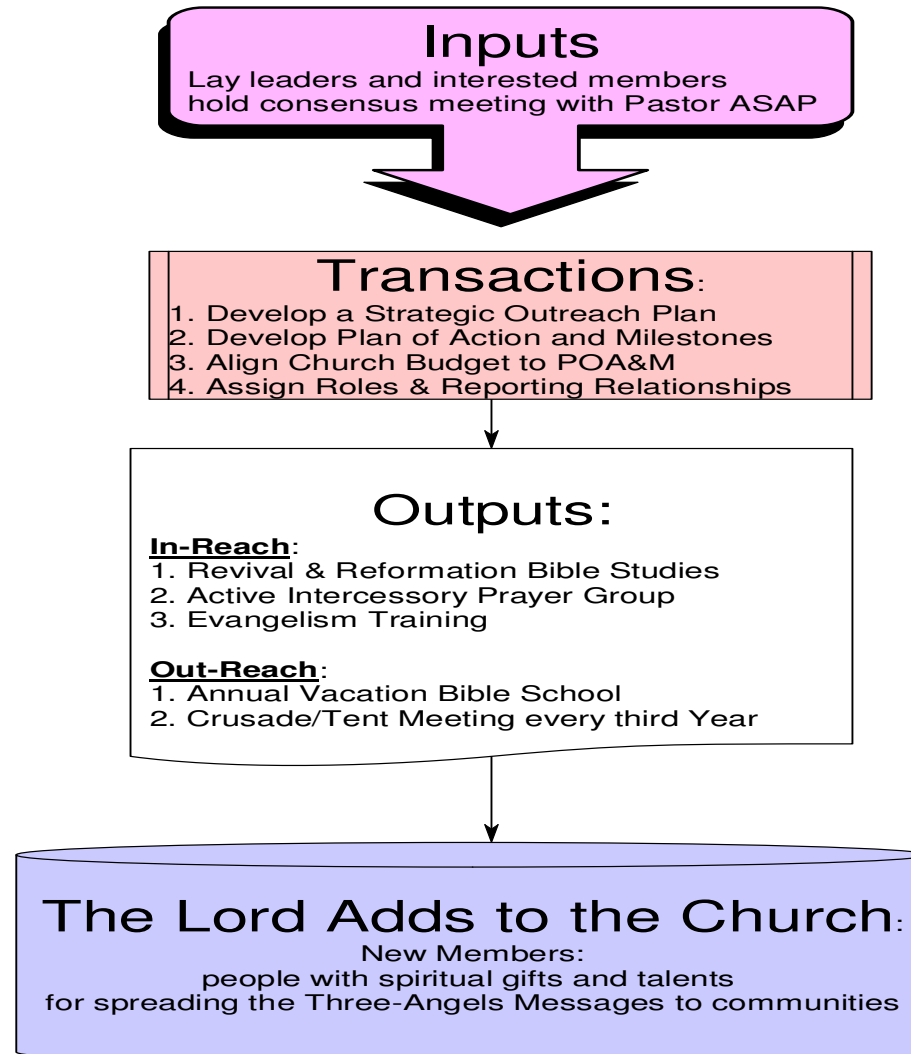 Inputs
Lay leaders and interested members
hold consensus meeting with Pastor ASAP
Transactions:
1. Develop a Strategic Outreach Plan
2. Develop Plan of Action and Milestones
3. Align Church Budget to POA&M
4. Assign Roles & Reporting Relationships
Outputs:
In-Reach:
1. Revival & Reformation Bible Studies
2. Active Intercessory Prayer Group
3. Evangelism Training
Out-Reach:
1. Annual Vacation Bible School
2. Crusade/Tent Meeting every third Year
The Lord Adds to the Church:
New Members:
people with spiritual gifts and talents
for spreading the Three-Angels Messages to communities